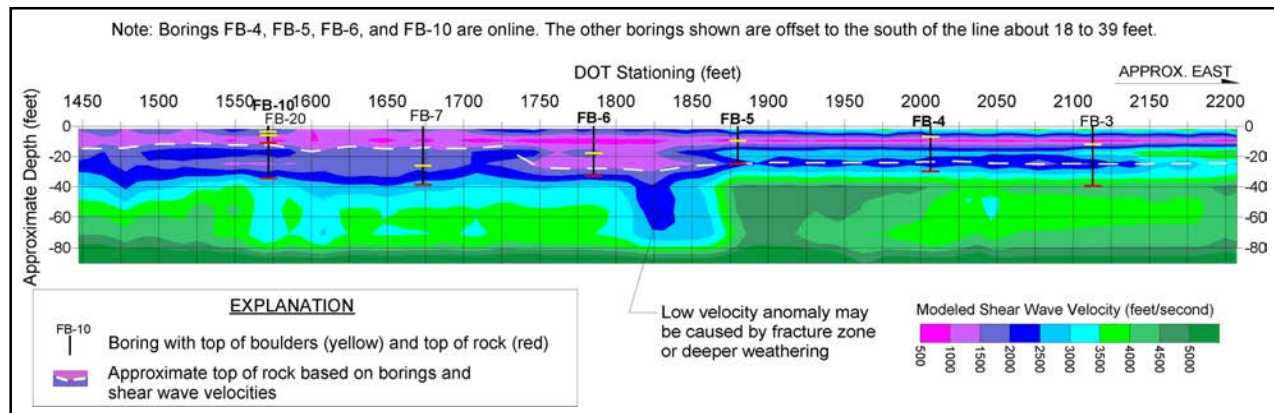 Note: Borings FB-4, FB-5, FB-6, and FB-10 are online. The other borings shown are offset to the south of the line about 18 to 39 feet.
DOT Stationing (feet)
APPROX. EAST
1450 1500 1550 1600 1650 1700 1750 1800 1850 1900 1950 2000 2050 2100 2150 2200
FB-10
FB-20 FB-7 FB-6 FB-5 FB-4 FB-3
Approximate Depth (feet)
0 0
-20 -20
-40 -40
-60 -60
-80 -80
EXPLANATION
FB-10
Boring with top of boulders (yellow) and top of rock (red)
Approximate top of rock based on borings and
shear wave velocities
Low velocity anomaly may
be caused by fracture zone
or deeper weathering
Modeled Shear Wave Velocity (feet/second)
500 1000 1500 2000 2500 3000 3500 4000 4500 5000